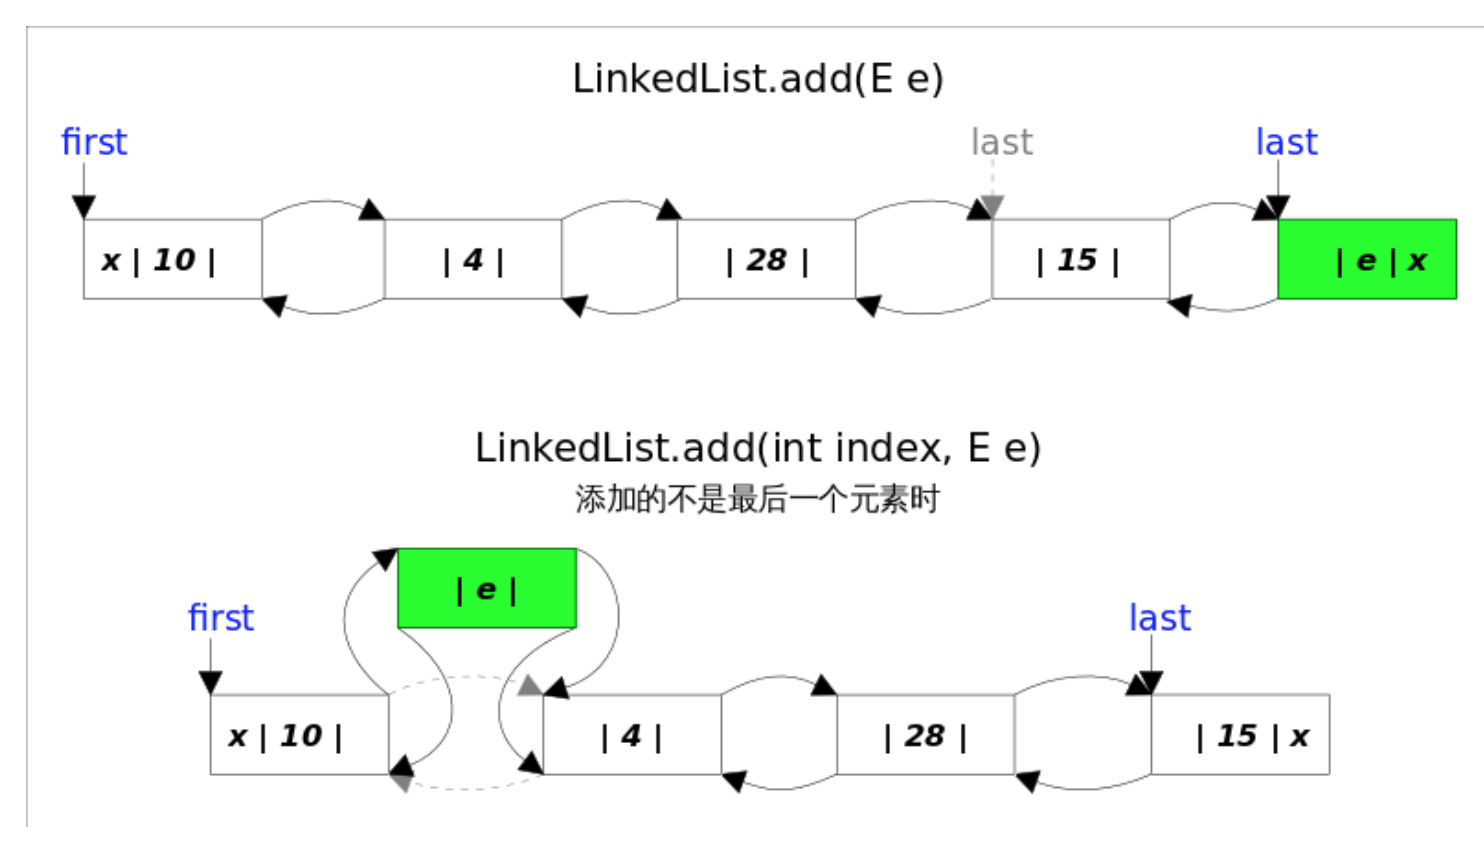 LinkedList.add(E e)
first last last
x | 10 | | 4 | | 28 | | 15 | | e | x
LinkedList.add(int index, E e)
添加的不是最后一个元素时
| e |
first last
x | 10 | | 4 | | 28 | | 15 | x